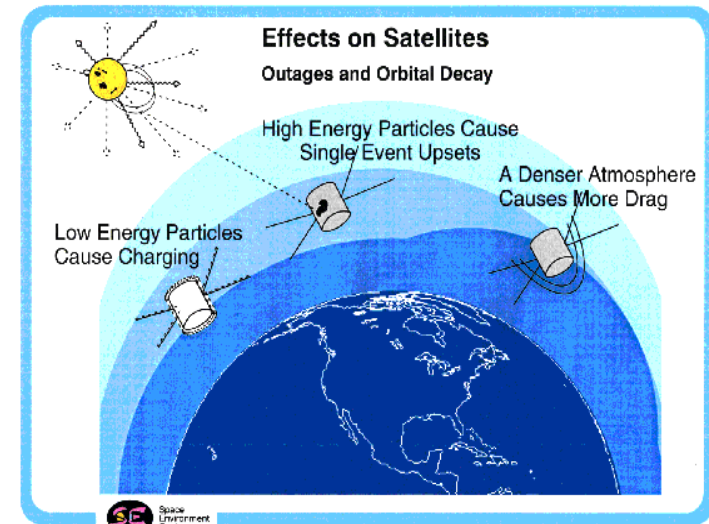 Effects on Satellites
Outages and Orbital Decay
High Energy Particles Cause
Single Event Upsets
A Denser Atmosphere
Causes More Drag
Low Energy Particles
Cause Charging
SE
Space
Environment